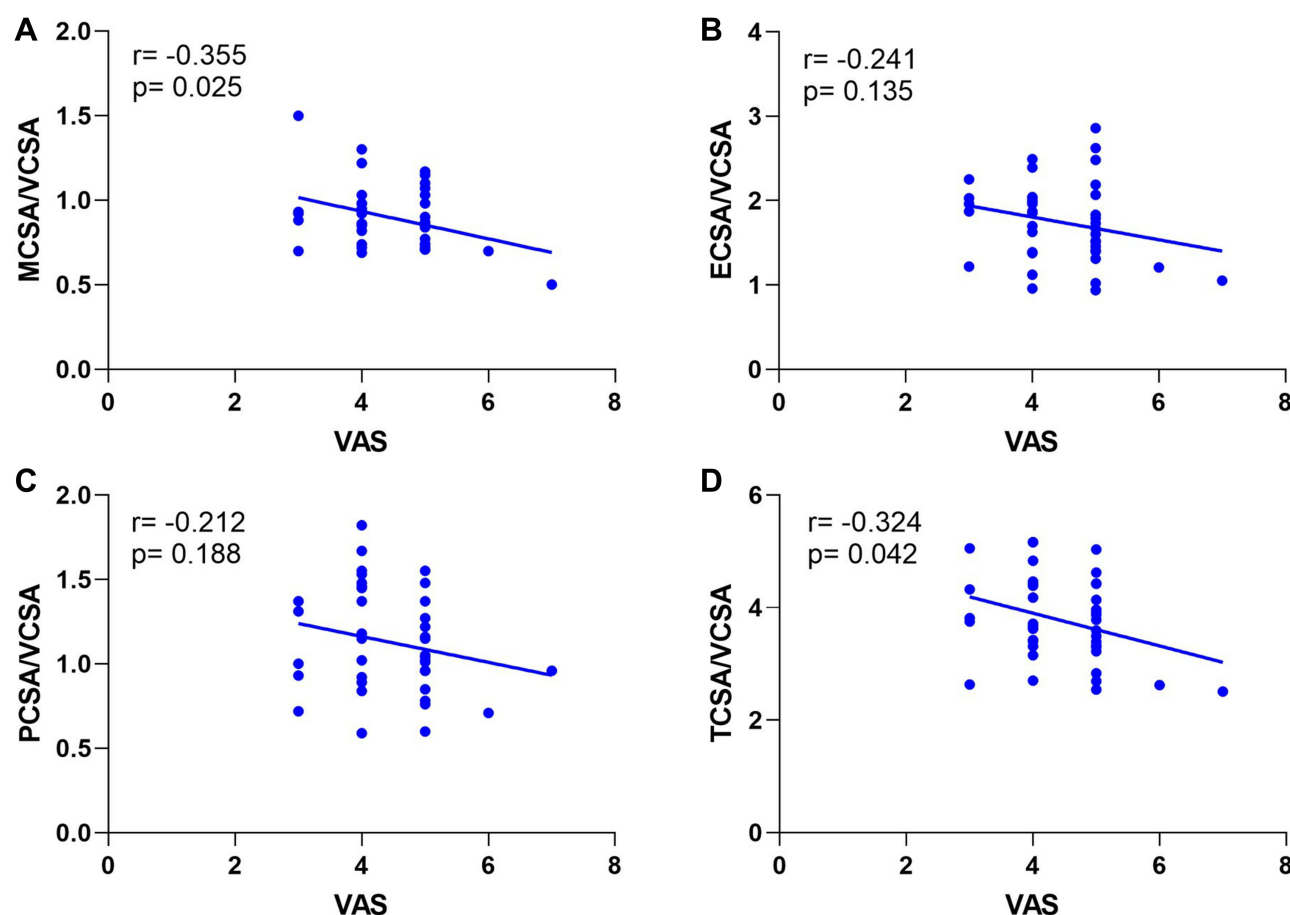 A
MCSA/VCSA
2.0
1.5
1.0
0.5
0.0
r= -0.355
p= 0.025
0 2 4 6 8
VAS
B
ECSA/VCSA
4
3
2
1
0
r= -0.241
p= 0.135
0 2 4 6 8
VAS
C
PCSA/VCSA
2.0
1.5
1.0
0.5
0.0
r= -0.212
p= 0.188
0 2 4 6 8
VAS
D
TCSA/VCSA
6
4
2
0
r= -0.324
p= 0.042
0 2 4 6 8
VAS